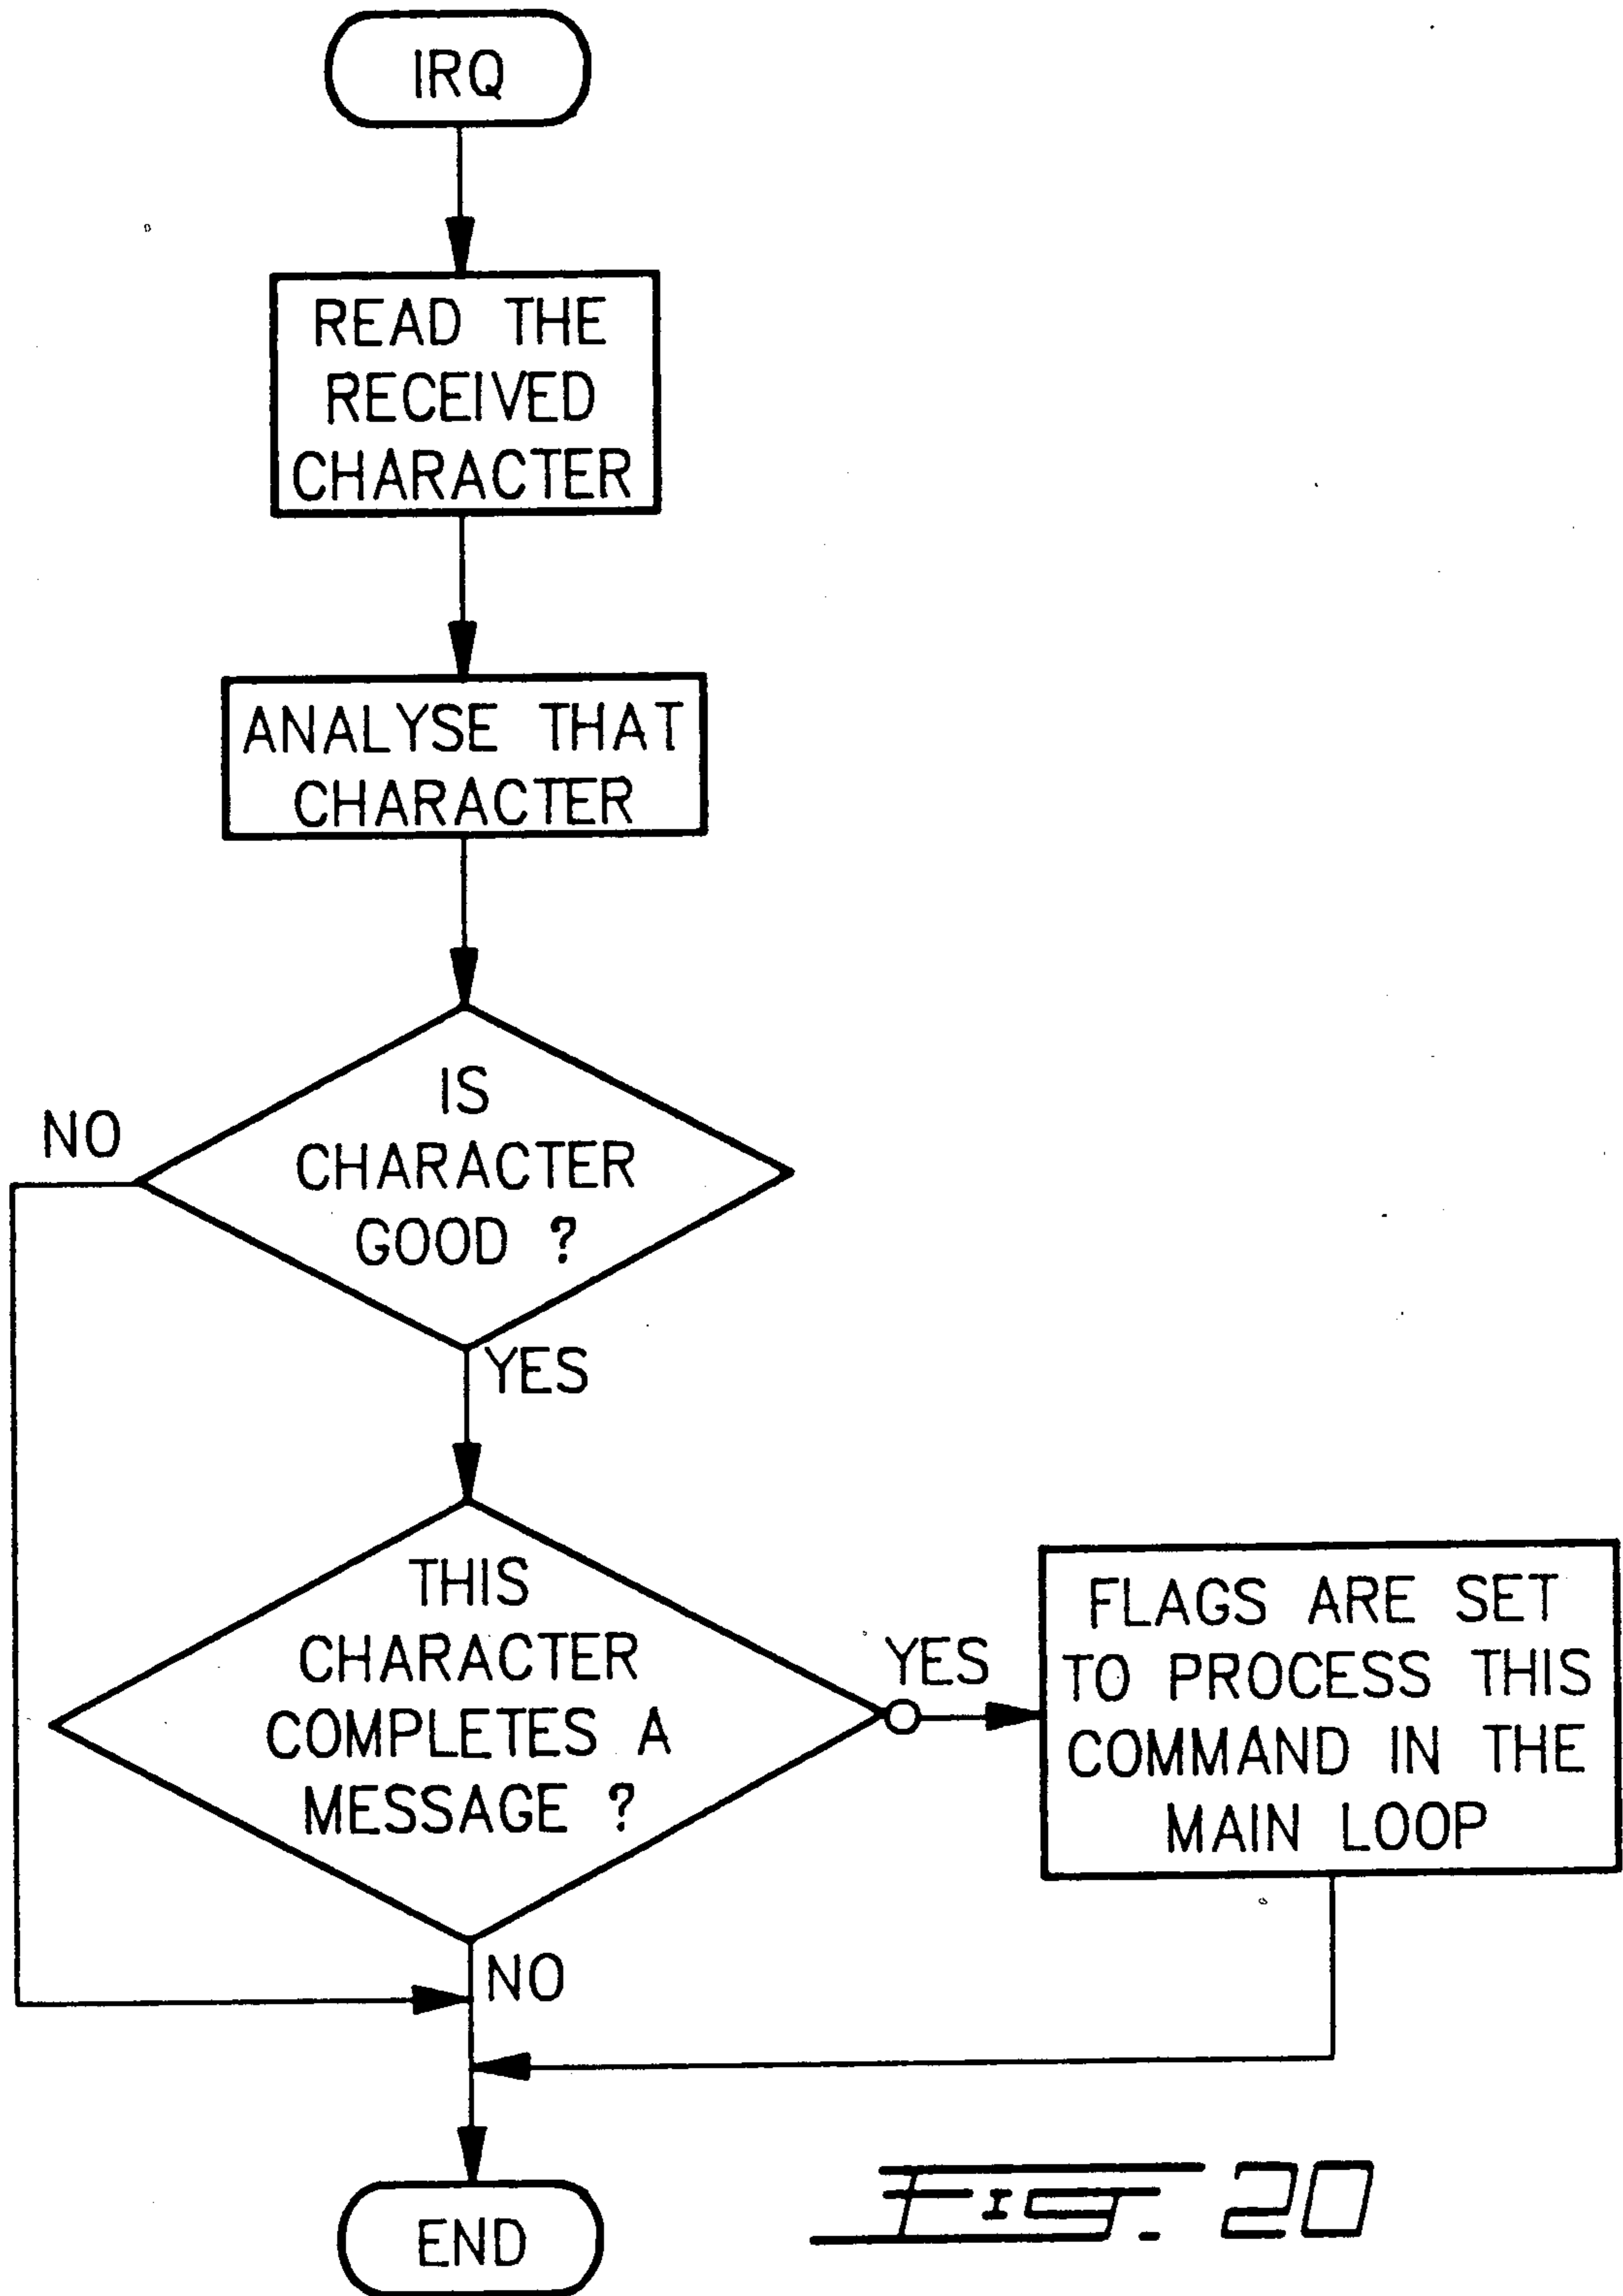 IRQ
READ THE
RECEIVED
CHARACTER
ANALYSE THAT
CHARACTER
IS
CHARACTER
GOOD ?
NO
YES
THIS
CHARACTER
COMPLETES A
MESSAGE ?
YES
FLAGS ARE SET
TO PROCESS THIS
COMMAND IN THE
MAIN LOOP
NO
END
FIG. 20